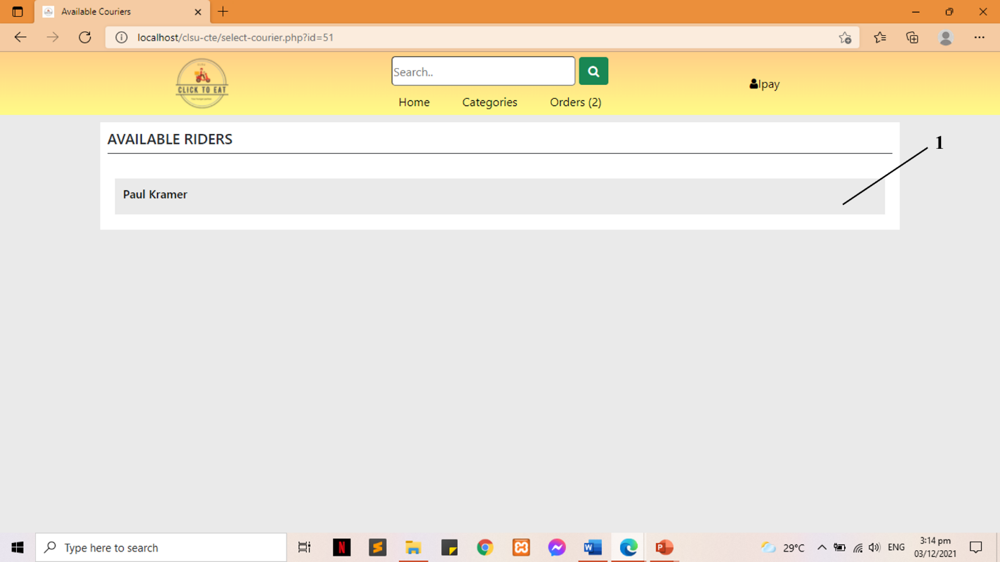 Available Couriers
localhost/clsu-cte/select-courier.php?id=51
CLICK TO EAT
Search..
Home Categories Orders (2)
Ipay
AVAILABLE RIDERS
1
Paul Kramer
Type here to search
29°C
ENG
3:14 pm
03/12/2021